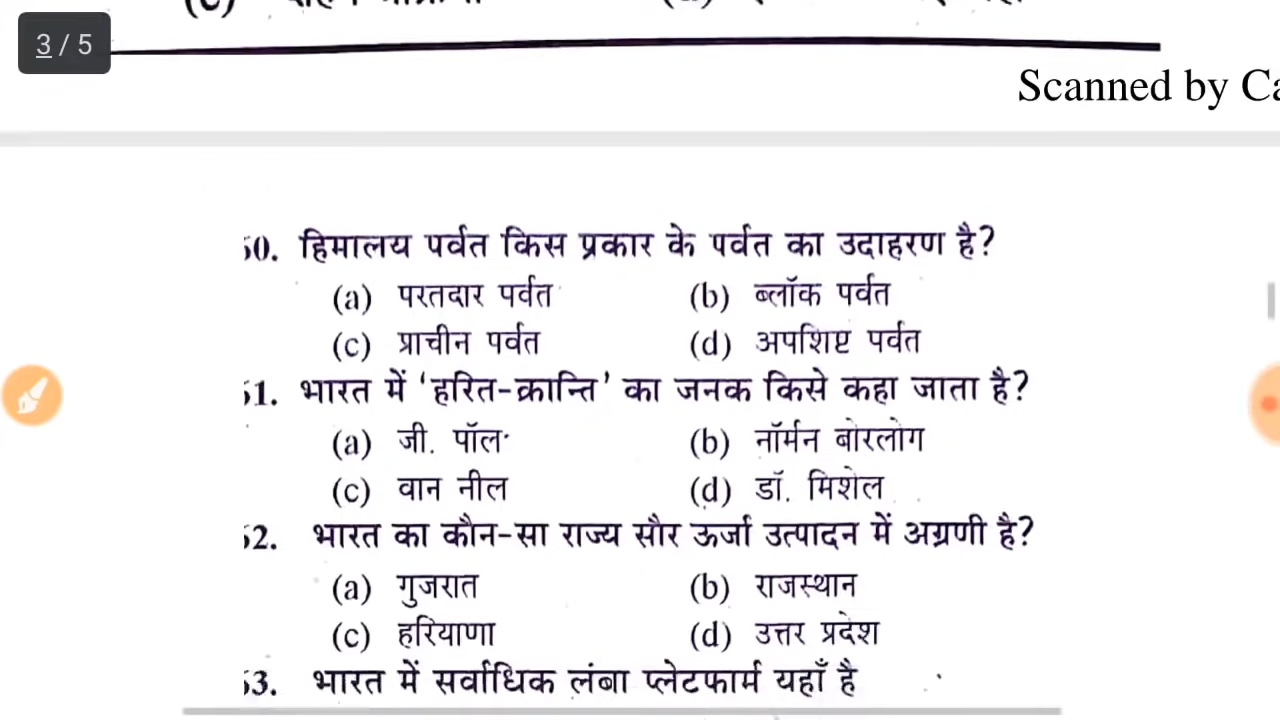 3 / 5
Scanned by
50. हिमालय पर्वत किस प्रकार के पर्वत का उदाहरण है?
(a) परतदार पर्वत (b) ब्लॉक पर्वत
(c) प्राचीन पर्वत (d) अपशिष्ट पर्वत
51. भारत में ‘हरित-क्रान्ति’ का जनक किसे कहा जाता है?
(a) जी. पॉल (b) नॉर्मन बोरलोग
(c) वान नील (d) डॉ. मिशेल
52. भारत का कौन-सा राज्य सौर ऊर्जा उत्पादन में अग्रणी है?
(a) गुजरात (b) राजस्थान
(c) हरियाणा (d) उत्तर प्रदेश
53. भारत में सर्वाधिक लंबा प्लेटफार्म यहाँ है